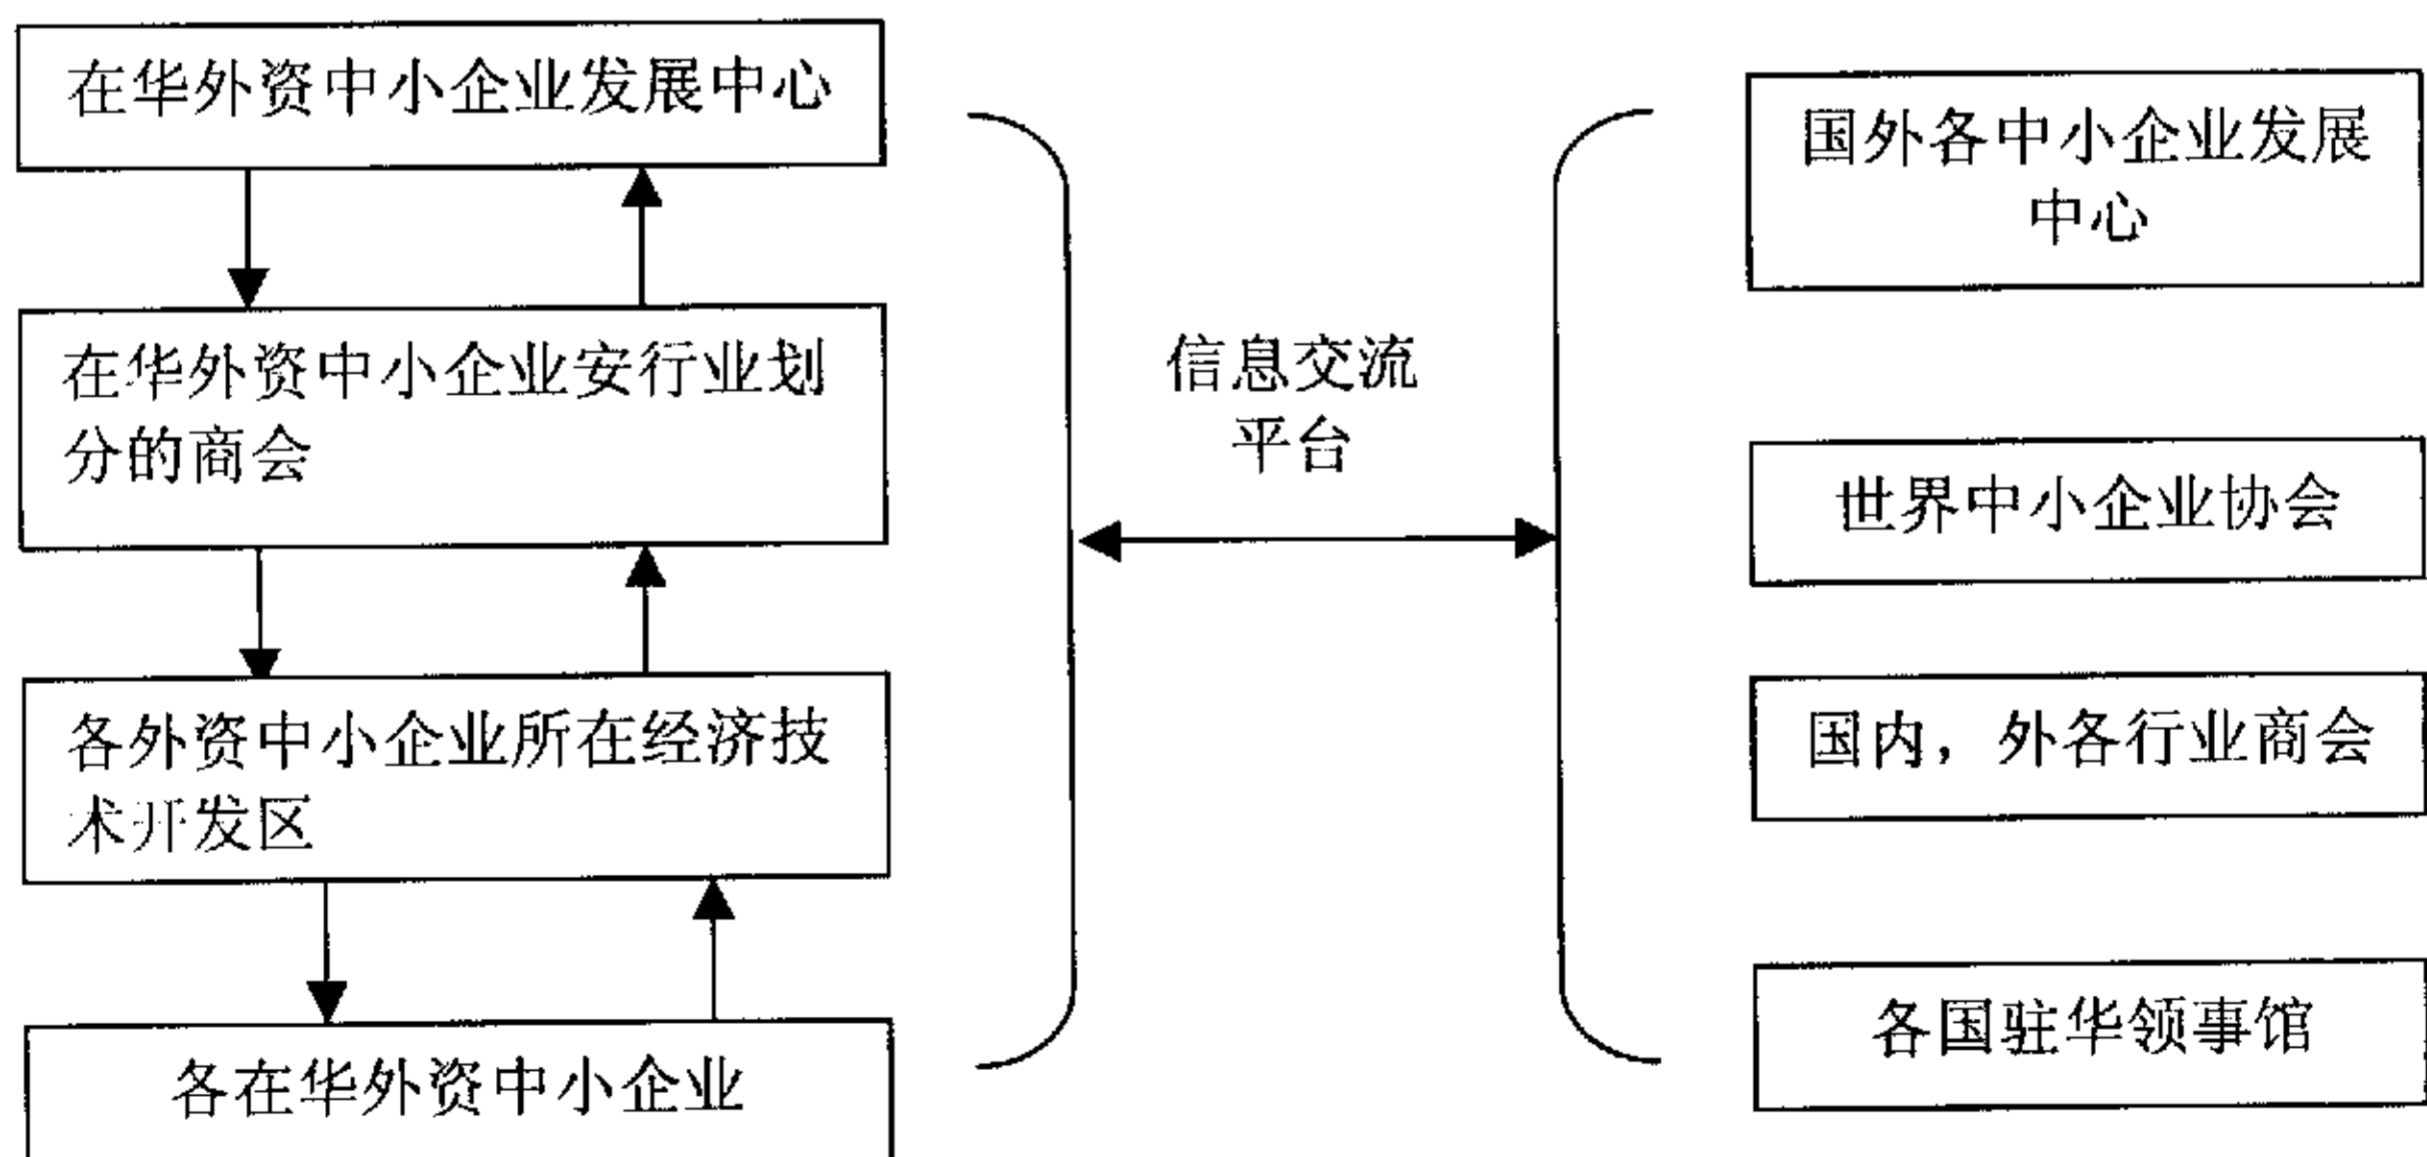 在华外资中小企业发展中心
在华外资中小企业安行业划
分的商会
各外资中小企业所在经济技
术开发区
各在华外资中小企业
信息交流
平台
国外各中小企业发展
中心
世界中小企业协会
国内，外各行业商会
各国驻华领事馆